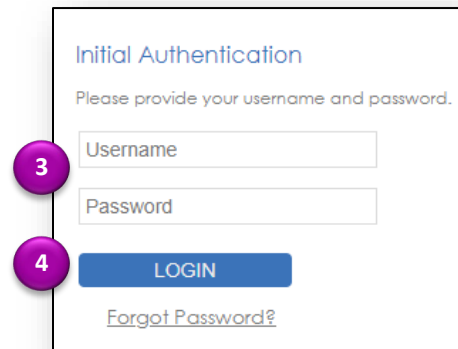 Initial Authentication
Please provide your username and password.
3
Username
Password
4
LOGIN
Forgot Password?